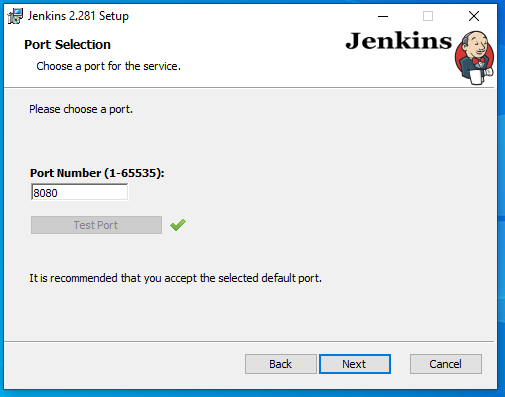 Jenkins 2.281 Setup
Port Selection
Choose a port for the service.
Jenkins
Please choose a port.
Port Number (1-65535):
8080
Test Port
It is recommended that you accept the selected default port.
Back
Next
Cancel